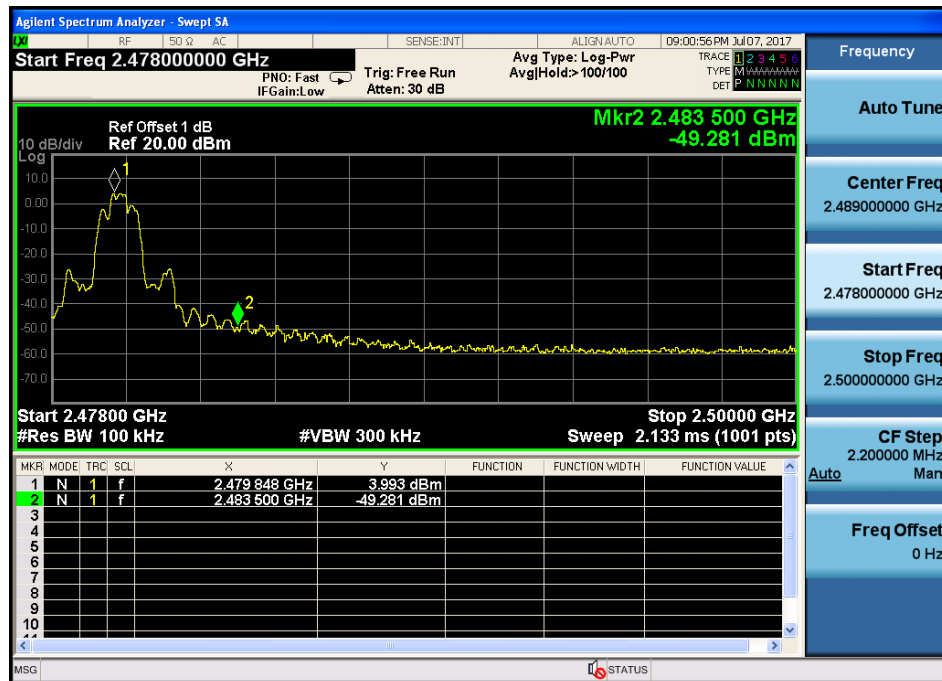 Agilent Spectrum Analyzer - Swept SA
LXI RF 50 Ω AC SENSE:INT ALIGN AUTO 09:00:56 PM Jul 07, 2017
Start Freq 2.478000000 GHz
PNO: Fast
IFGain:Low
Trig: Free Run
Atten: 30 dB
Avg Type: Log-Pwr
Avg|Hold:>100/100
TRACE 1 2 3 4 5 6
TYPE M WWWWW
DET P N N N N N
Mkr2 2.483 500 GHz
-49.281 dBm
Ref Offset 1 dB
10 dB/div Ref 20.00 dBm
Log
10.0
0.00
-10.0
-20.0
-30.0
-40.0
-50.0
-60.0
-70.0
1
2
Start 2.47800 GHz Stop 2.50000 GHz
#Res BW 100 kHz #VBW 300 kHz Sweep 2.133 ms (1001 pts)
MKR MODE TRC SCL X Y FUNCTION FUNCTION WIDTH FUNCTION VALUE
1 N 1 f 2.479 848 GHz 3.993 dBm
2 N 1 f 2.483 500 GHz -49.281 dBm
3
4
5
6
7
8
9
10
11
MSG STATUS
Frequency
Auto Tune
Center Freq
2.489000000 GHz
Start Freq
2.478000000 GHz
Stop Freq
2.500000000 GHz
CF Step
2.200000 MHz
Auto Man
Freq Offset
0 Hz